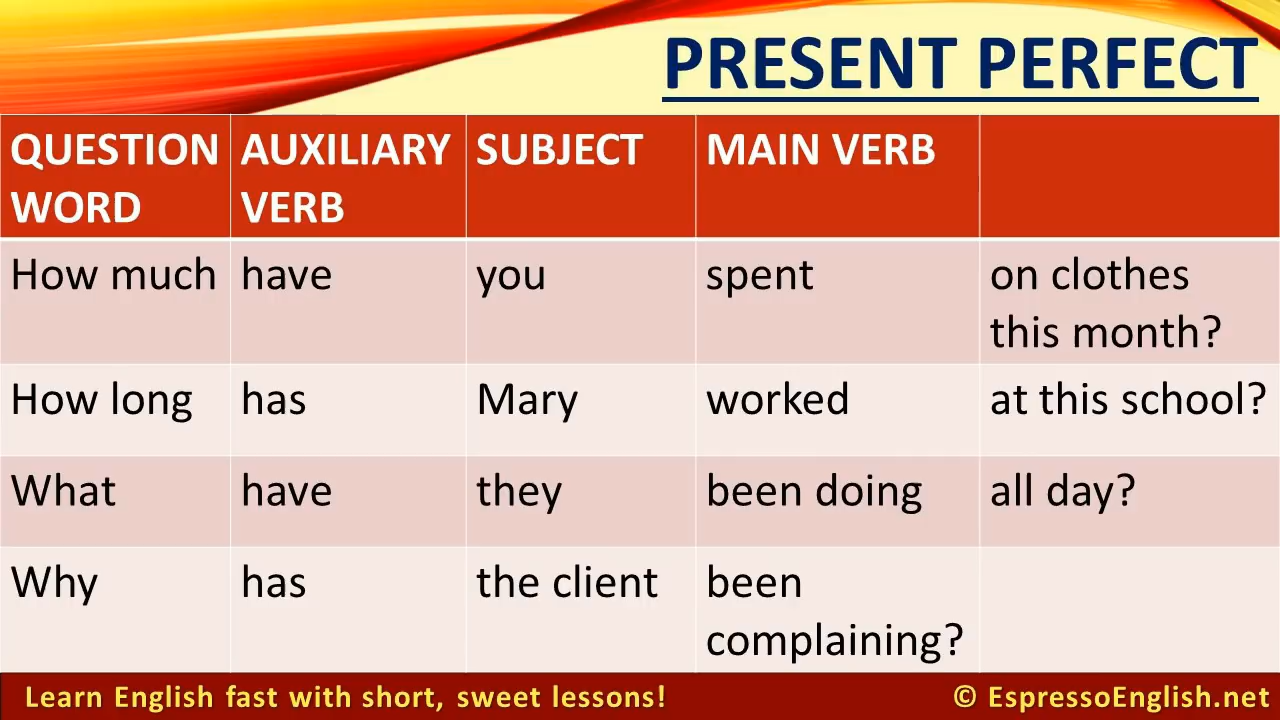 PRESENT PERFECT
QUESTION WORD AUXILIARY VERB SUBJECT MAIN VERB
How much have you spent on clothes this month?
How long has Mary worked at this school?
What have they been doing all day?
Why has the client been complaining?
Learn English fast with short, sweet lessons! © EspressoEnglish.net